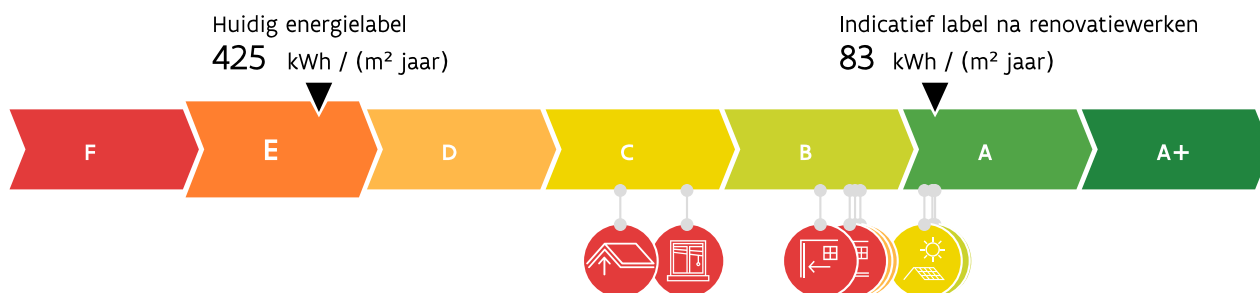 Huidig energielabel
425 kWh / (m² jaar)
Indicatief label na renovatiewerken
83 kWh / (m² jaar)
F E D C B A A+